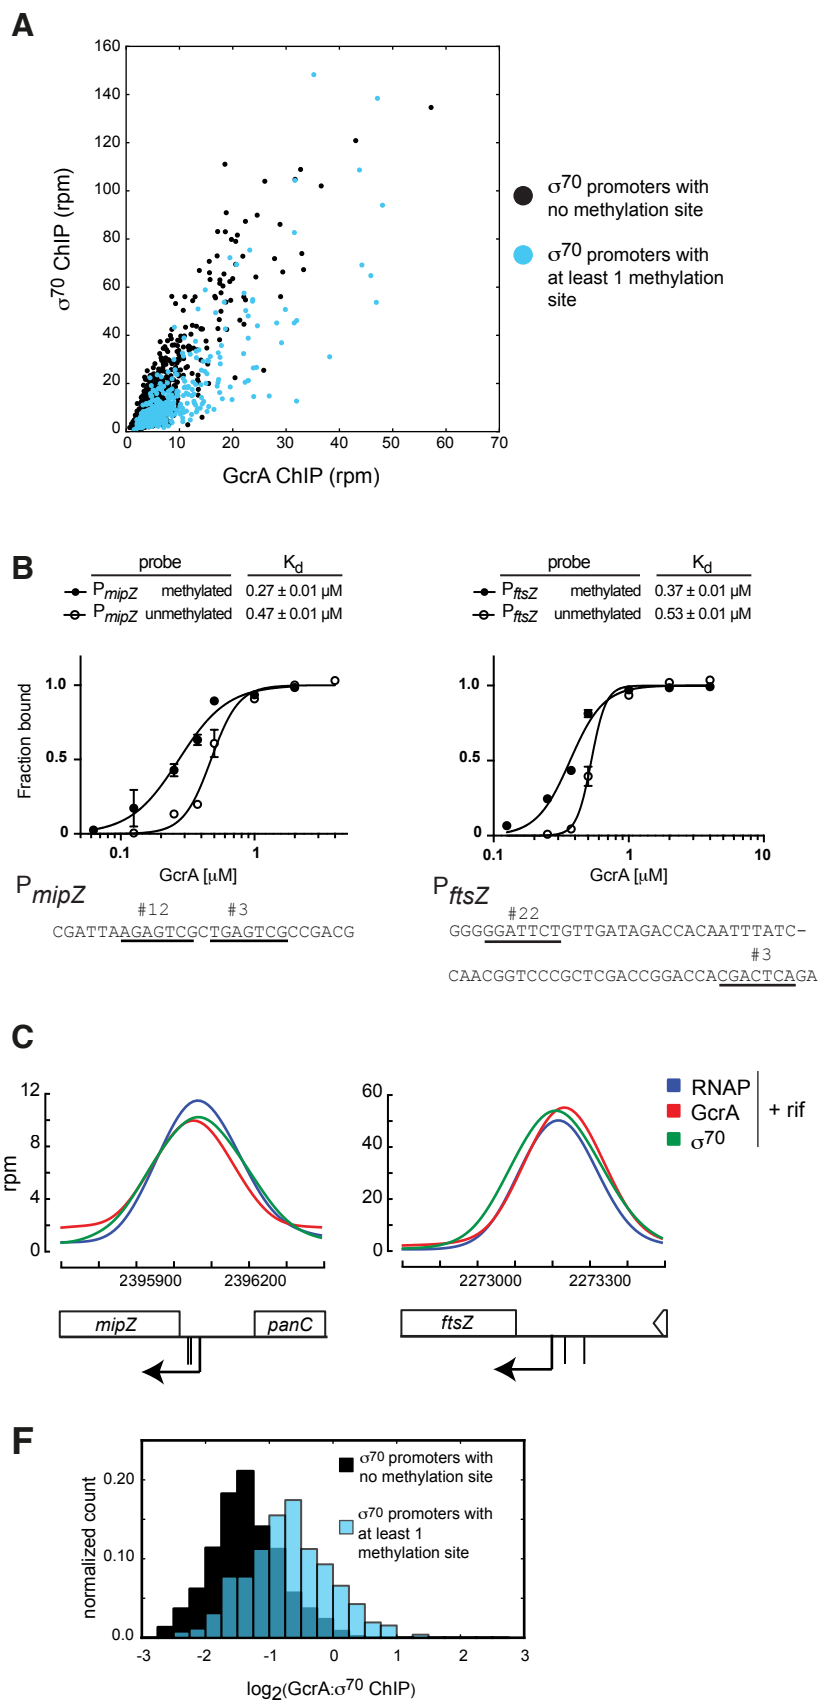 A
160
140
120
100
80
60
40
20
0
σ70 ChIP (rpm)
0 10 20 30 40 50 60 70
GcrA ChIP (rpm)
σ70 promoters with
no methylation site
σ70 promoters with
at least 1 methylation
site
B
probe Kd
PmipZ methylated 0.27 ± 0.01 µM
PmipZ unmethylated 0.47 ± 0.01 µM
1.0
0.5
0
Fraction bound
0.1 1
GcrA [µM]
PmipZ
#12 #3
CGATTAAGAGTCGCTGAGTCGCCGACG
probe Kd
PftsZ methylated 0.37 ± 0.01 µM
PftsZ unmethylated 0.53 ± 0.01 µM
1.0
0.5
0
0.1 1 10
GcrA [µM]
PftsZ
#22
GGGGGGATTCTGTTGATAGACCACAATTTATC-
#3
CAACGGTCCCGCTCGACCGGACCACGACTCAGA
C
12
8
4
0
rpm
2395900 2396200
mipZ panC
60
40
20
0
2273000 2273300
ftsZ
RNAP
GcrA
σ70
+ rif
F
0.20
0.10
0.0
normalized count
σ70 promoters with
no methylation site
σ70 promoters with
at least 1
methylation site
-3 -2 -1 0 1 2 3
log2(GcrA:σ70 ChIP)